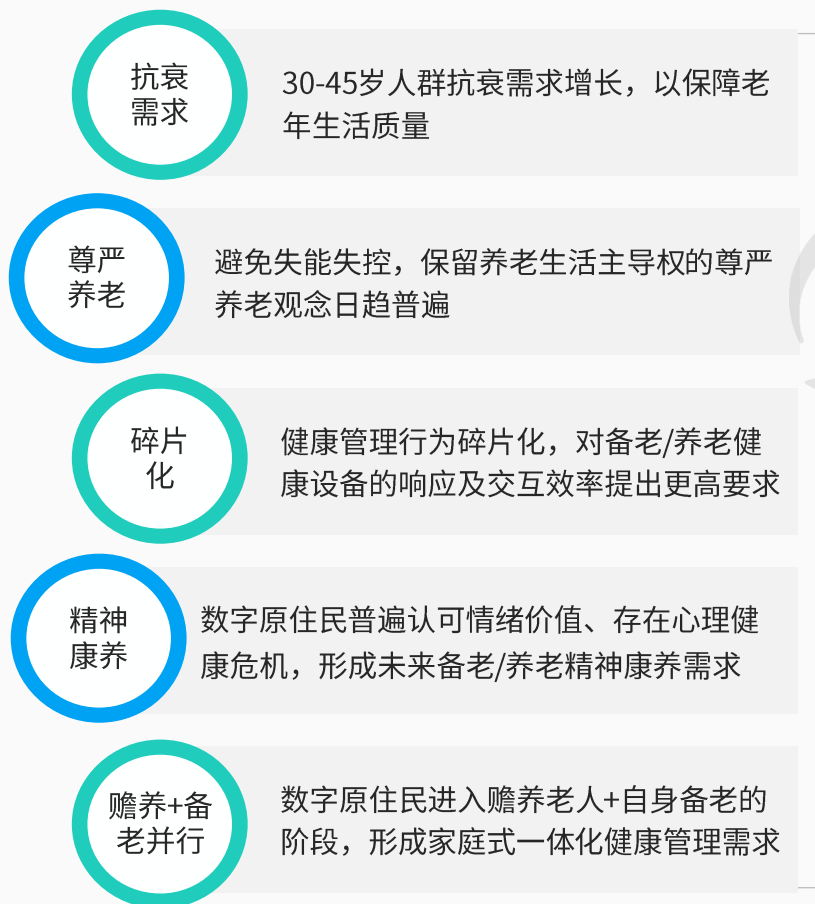 抗衰
需求
30-45岁人群抗衰需求增长，以保障老
年生活质量
尊严
养老
避免失能失控，保留养老生活主导权的尊严
养老观念日趋普遍
碎片
化
健康管理行为碎片化，对备老/养老健
康设备的响应及交互效率提出更高要求
精神
康养
数字原住民普遍认可情绪价值、存在心理健
康危机，形成未来备老/养老精神康养需求
赡养+备
老并行
数字原住民进入赡养老人+自身备老的
阶段，形成家庭式一体化健康管理需求